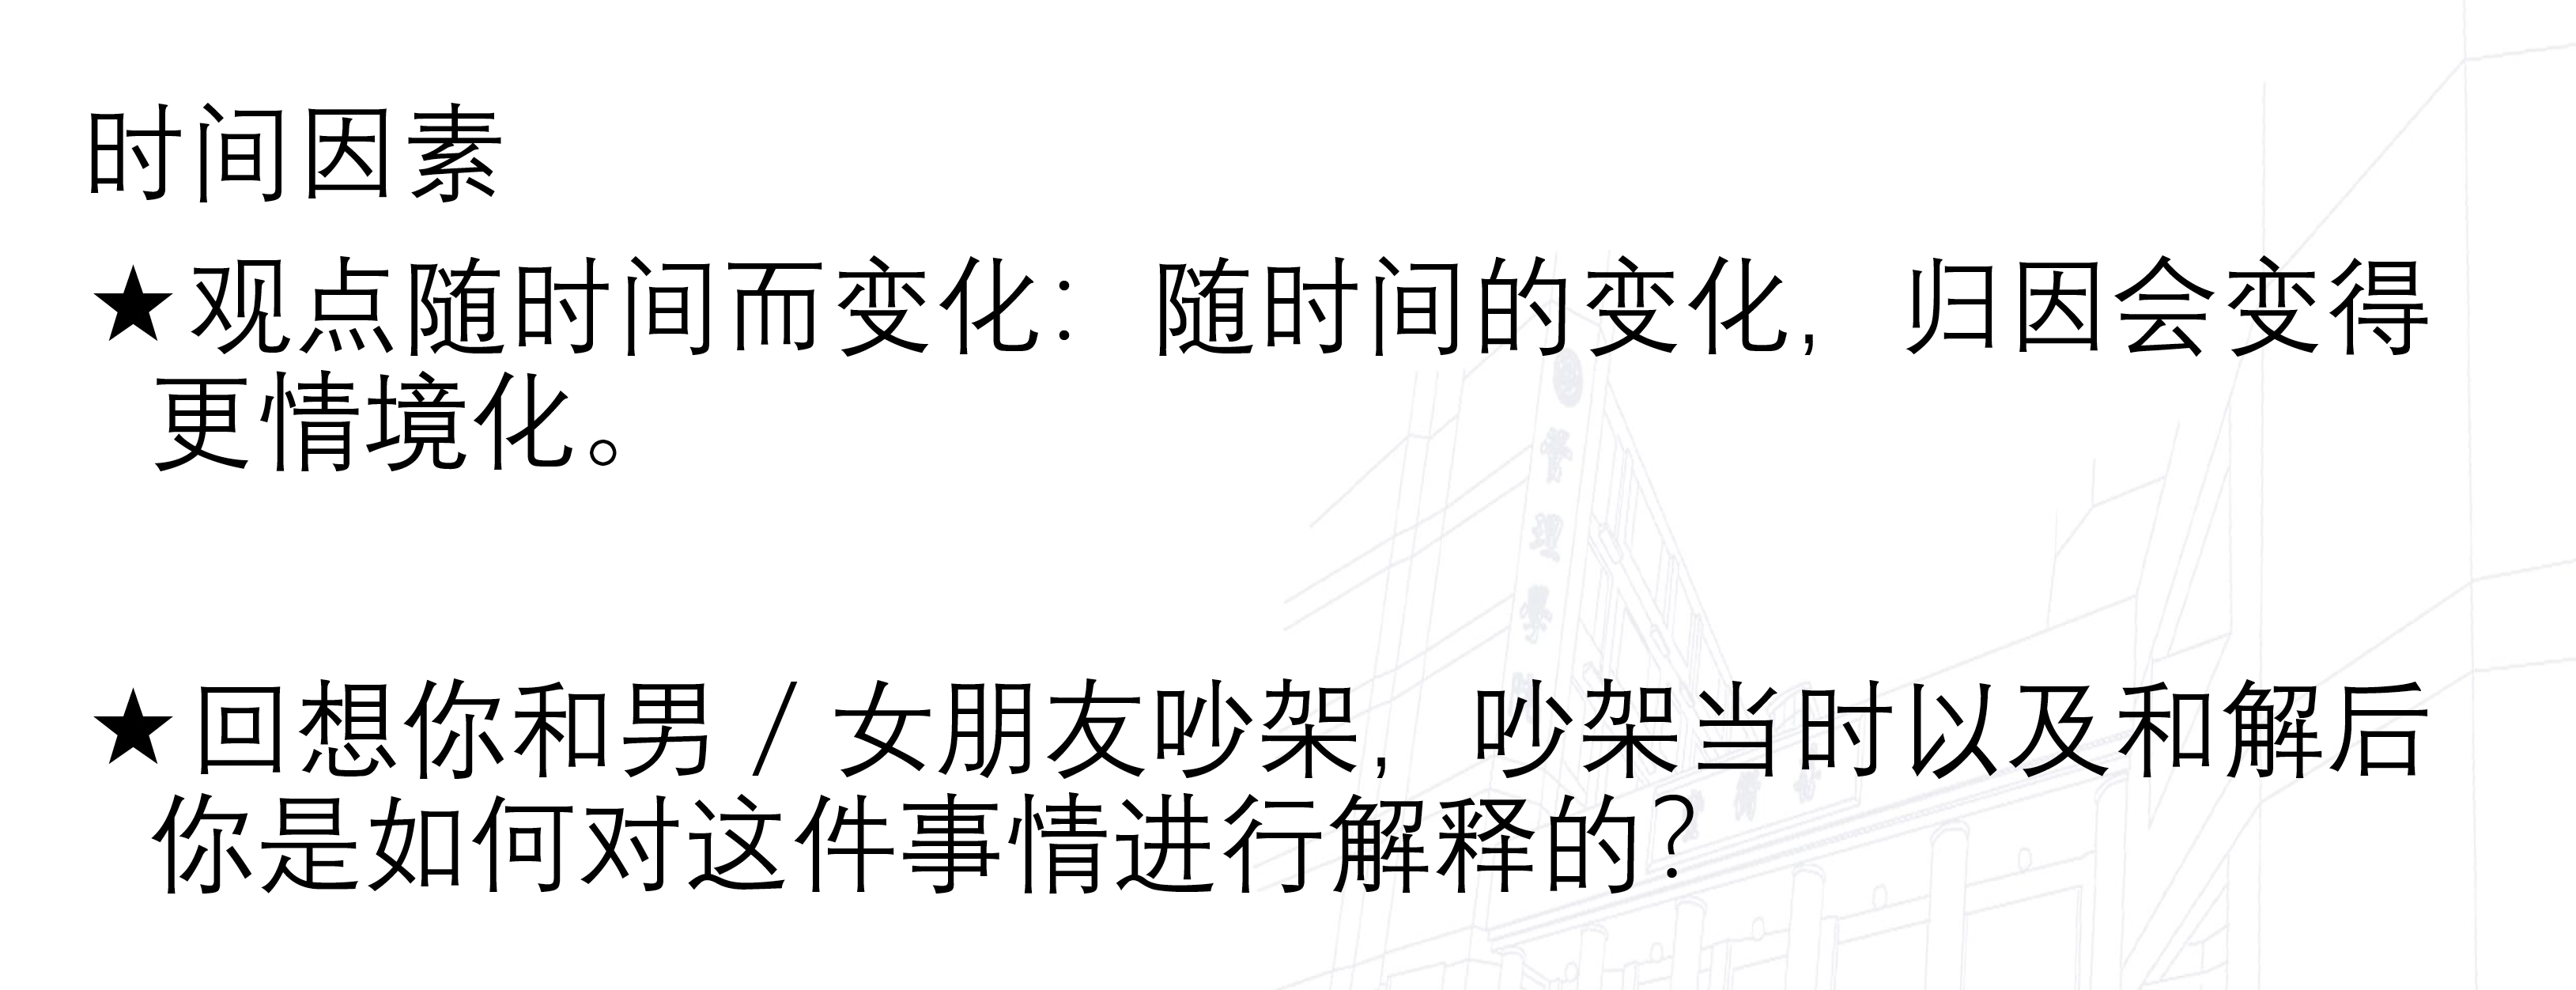 时间因素
★观点随时间而变化：随时间的变化，归因会变得
更情境化。
★回想你和男／女朋友吵架，吵架当时以及和解后
你是如何对这件事情进行解释的？